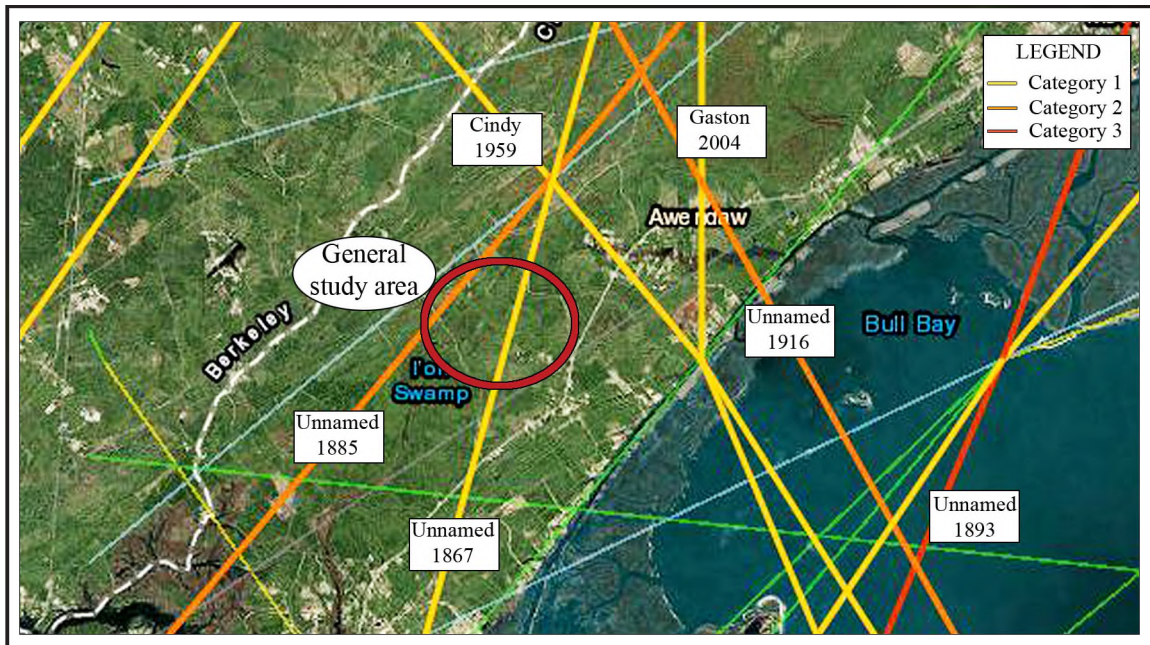 LEGEND
Category 1
Category 2
Category 3
Cindy
1959
Gaston
2004
Awendaw
General
study area
Berkeley
Swamp
Unnamed
1916
Bull Bay
Unnamed
1885
Unnamed
1867
Unnamed
1893